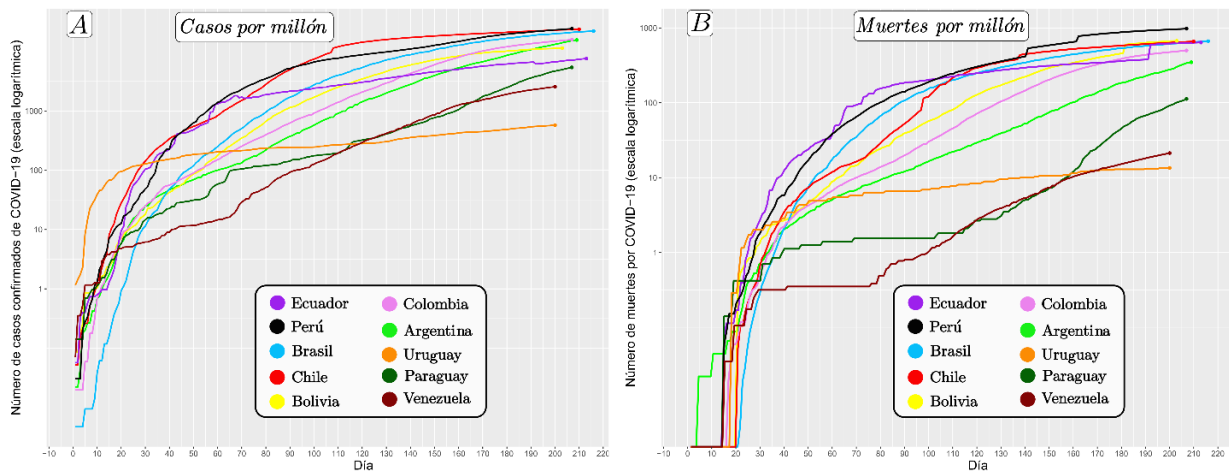 A
Casos por millón
Número de casos confirmados de COVID−19 (escala logarítmica)
1000
100
10
1
−10 0 10 20 30 40 50 60 70 80 90 100 110 120 130 140 150 160 170 180 190 200 210 220
Día
Ecuador
Perú
Brasil
Chile
Bolivia
Colombia
Argentina
Uruguay
Paraguay
Venezuela
B
Muertes por millón
Número de muertes por COVID−19 (escala logarítmica)
1000
100
10
1
−10 0 10 20 30 40 50 60 70 80 90 100 110 120 130 140 150 160 170 180 190 200 210 220
Día
Ecuador
Perú
Brasil
Chile
Bolivia
Colombia
Argentina
Uruguay
Paraguay
Venezuela